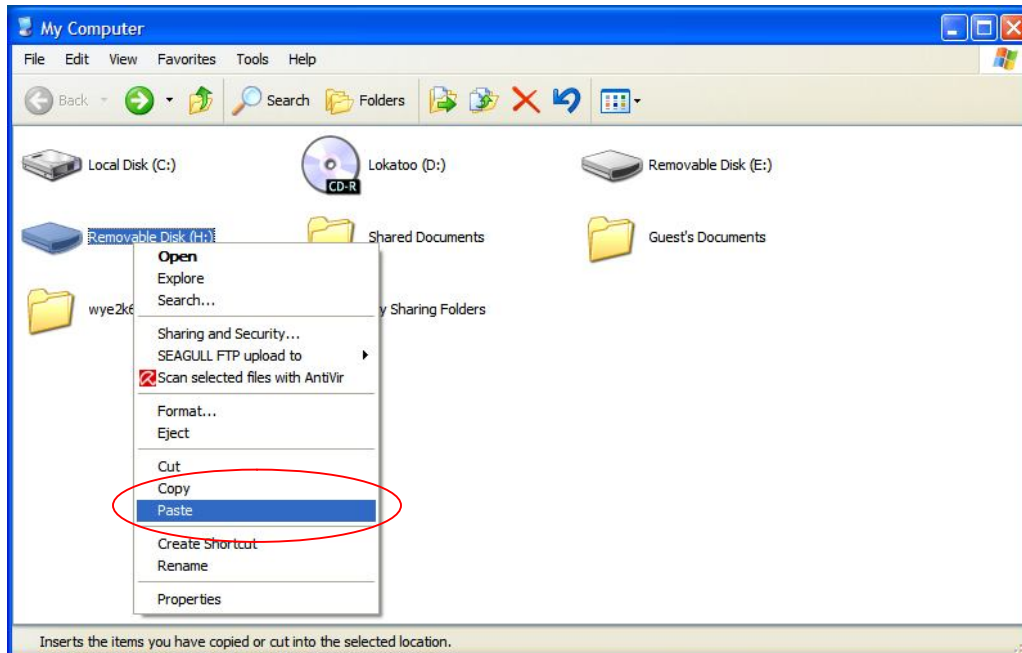 My Computer
File Edit View Favorites Tools Help
Back Search Folders
Local Disk (C:) Lokatoo (D:) Removable Disk (E:)
CD-R
Removable Disk (H:) Shared Documents Guest's Documents
wye2k6 y Sharing Folders
Open
Explore
Search...
Sharing and Security...
SEAGULL FTP upload to
Scan selected files with AntiVir
Format...
Eject
Cut
Copy
Paste
Create Shortcut
Rename
Properties
Inserts the items you have copied or cut into the selected location.